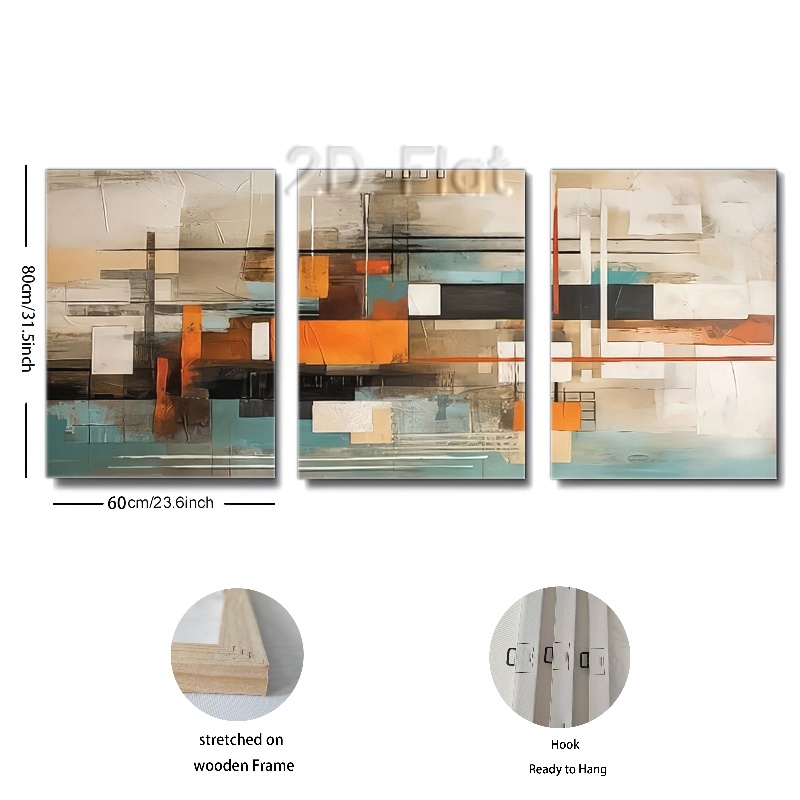 2D Flat
80cm/31.5inch
60cm/23.6inch
stretched on
wooden Frame
Hook
Ready to Hang